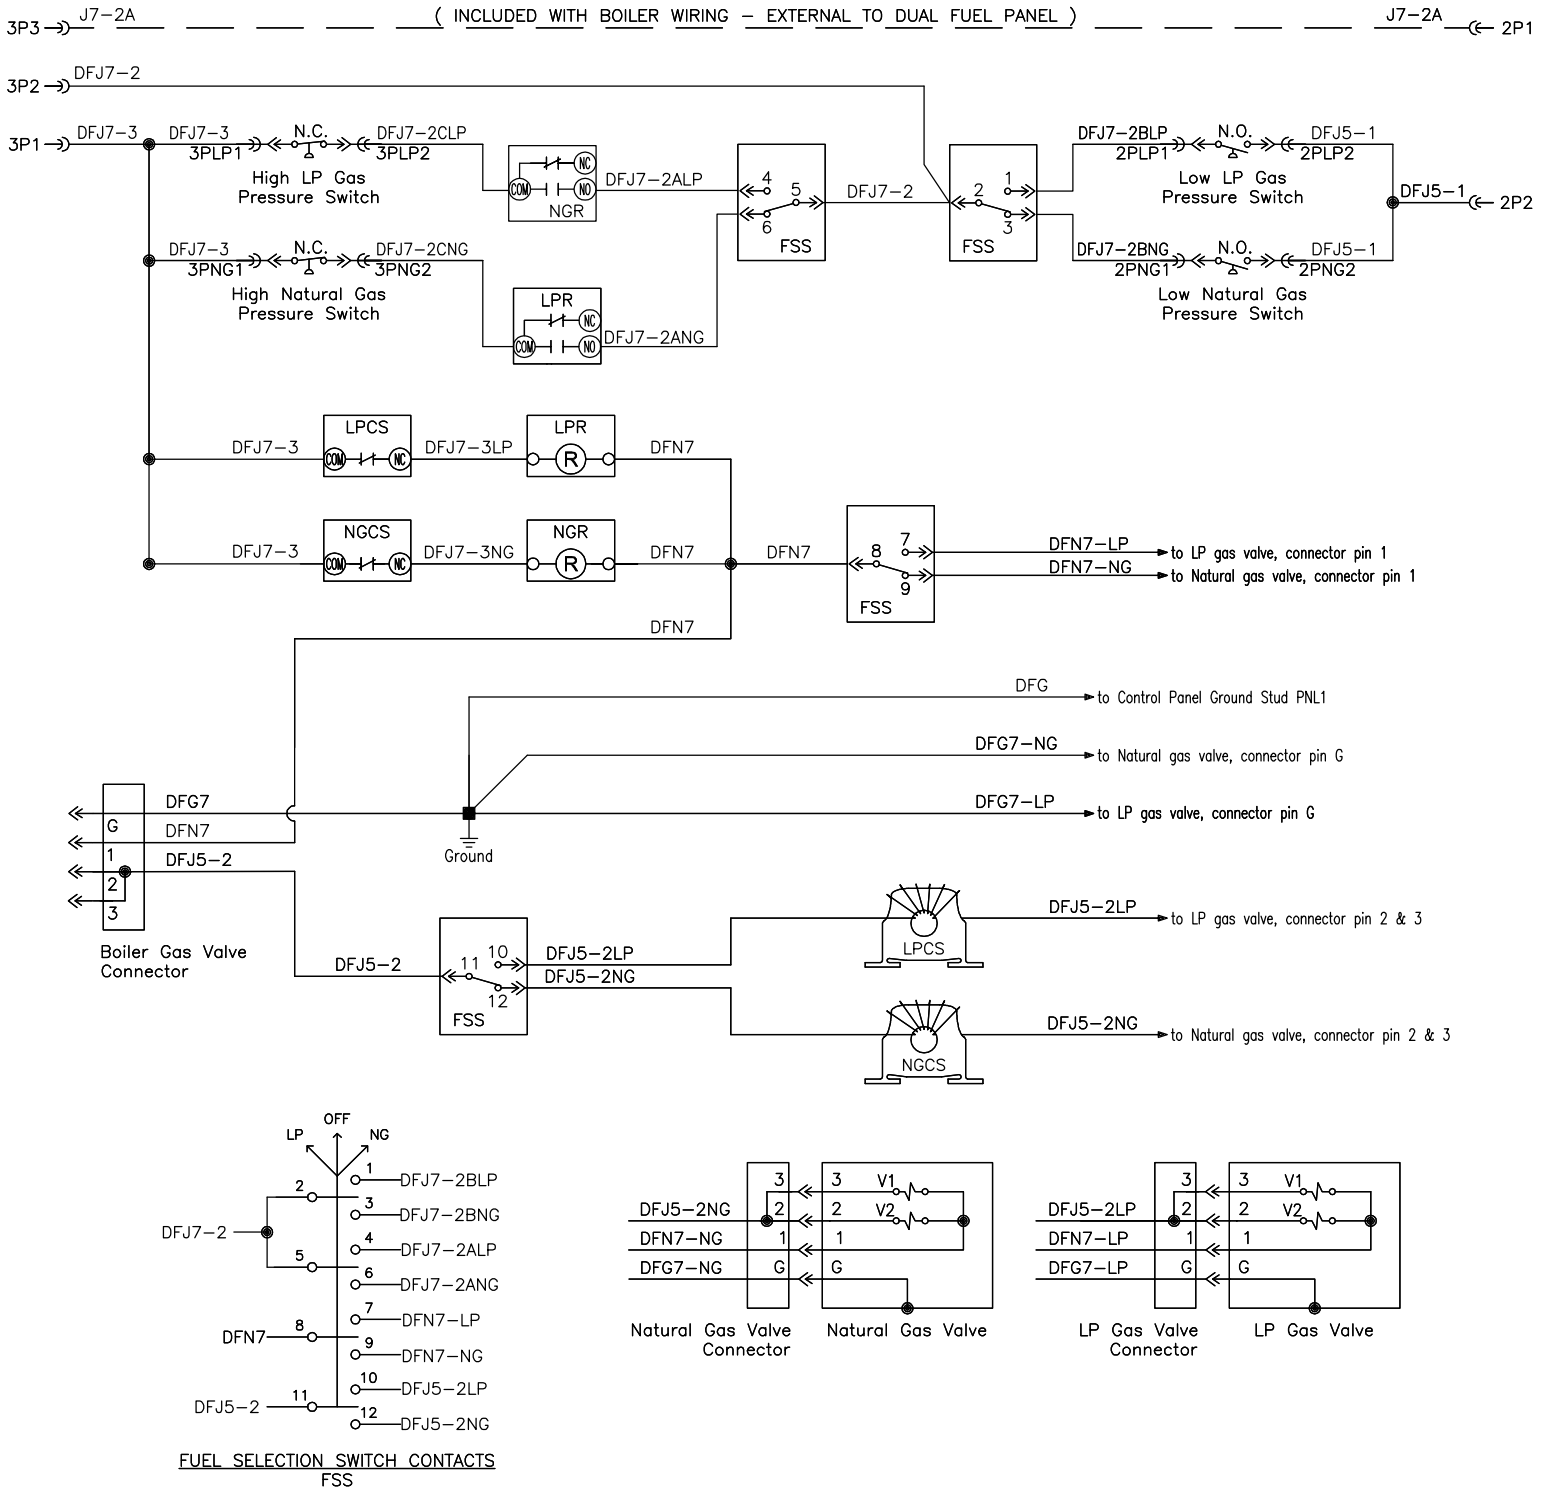 J7-2A ( INCLUDED WITH BOILER WIRING - EXTERNAL TO DUAL FUEL PANEL ) J7-2A
3P3 2P1
DFJ7-2
3P2
3P1 DFJ7-3 DFJ7-3 N.C. DFJ7-2CLP
3PLP1 3PLP2
High LP Gas
Pressure Switch
NC
COM NO
NGR
DFJ7-2ALP
4
5
6
FSS
DFJ7-2
1
2
3
FSS
DFJ7-2BLP N.O. DFJ5-1
2PLP1 2PLP2
Low LP Gas
Pressure Switch
DFJ5-1
2P2
DFJ7-3 N.C. DFJ7-2CNG
3PNG1 3PNG2
High Natural Gas
Pressure Switch
DFJ7-2BNG N.O. DFJ5-1
2PNG1 2PNG2
Low Natural Gas
Pressure Switch
LPR
NC
COM NO
DFJ7-2ANG
LPCS LPR
DFJ7-3 COM NC DFJ7-3LP R DFN7
NGCS NGR
DFJ7-3 COM NC DFJ7-3NG R DFN7 DFN7
7
8
9
FSS
DFN7-LP to LP gas valve, connector pin 1
DFN7-NG to Natural gas valve, connector pin 1
DFN7
DFG to Control Panel Ground Stud PNL1
DFG7-NG to Natural gas valve, connector pin G
DFG7 DFG7-LP to LP gas valve, connector pin G
G
DFN7
1
DFJ5-2
2
3
Ground
Boiler Gas Valve
Connector
DFJ5-2
10
11
12
FSS
DFJ5-2LP
DFJ5-2NG
LPCS
DFJ5-2LP to LP gas valve, connector pin 2 & 3
NGCS
DFJ5-2NG to Natural gas valve, connector pin 2 & 3
OFF
LP NG
1 DFJ7-2BLP
2
3 DFJ7-2BNG
DFJ7-2
4 DFJ7-2ALP
5
6 DFJ7-2ANG
7 DFN7-LP
DFN7 8
9 DFN7-NG
10 DFJ5-2LP
DFJ5-2 11
12 DFJ5-2NG
FUEL SELECTION SWITCH CONTACTS
FSS
3 3 V1
DFJ5-2NG 2 2 V2
DFN7-NG 1 1
DFG7-NG G G
Natural Gas Valve
Connector
Natural Gas Valve
3 3 V1
DFJ5-2LP 2 2 V2
DFN7-LP 1 1
DFG7-LP G G
LP Gas Valve
Connector
LP Gas Valve